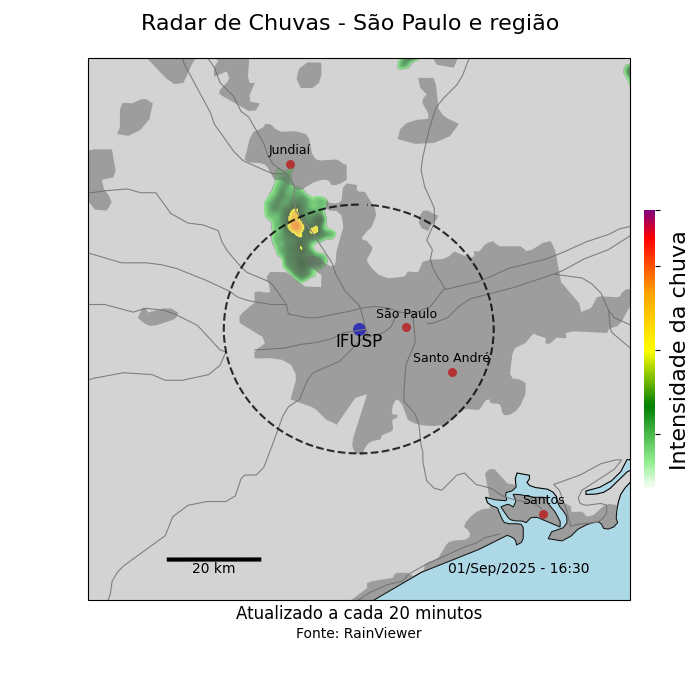 Radar de Chuvas - São Paulo e região
Jundiaí
São Paulo
IFUSP
Santo André
Santos
20 km
01/Sep/2025 - 16:30
Intensidade da chuva
Atualizado a cada 20 minutos
Fonte: RainViewer